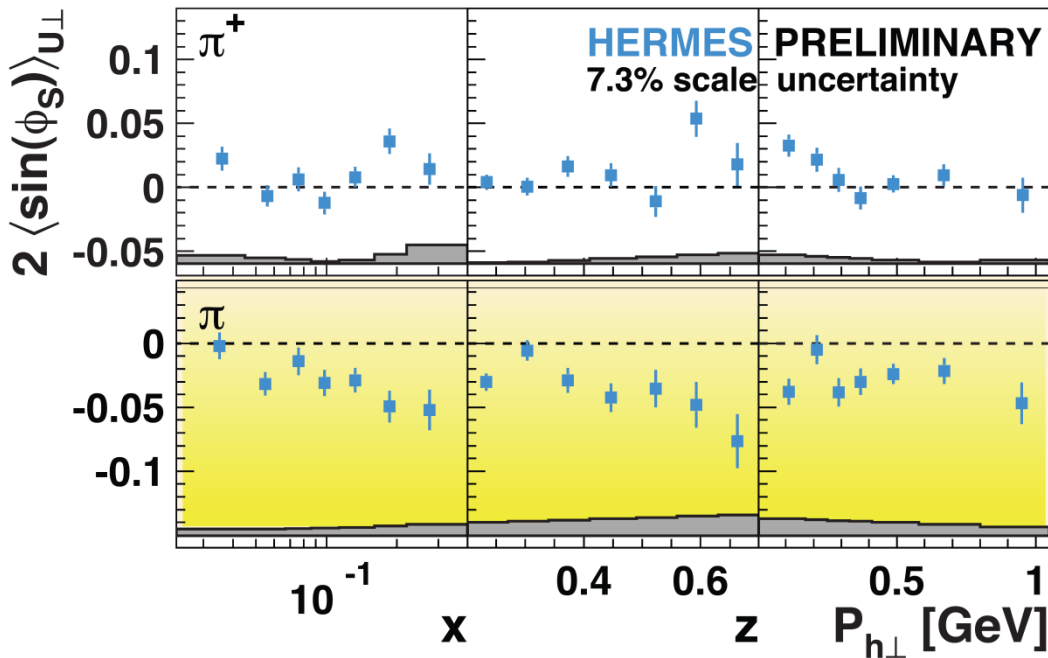 2 ⟨sin(ϕS)⟩U⊥
π+
HERMES PRELIMINARY
7.3% scale uncertainty
0.1
0.05
0
-0.05
π
0
-0.05
-0.1
10-1
0.4 0.6
0.5 1
x
z
Ph⊥ [GeV]